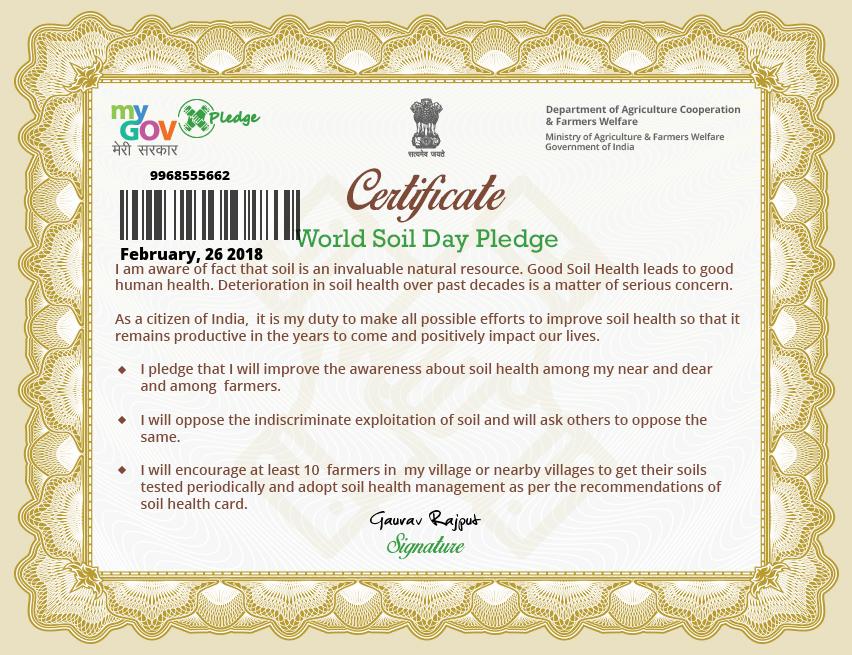 my
GOV
मेरी सरकार
Pledge
सत्यमेव जयते
Department of Agriculture Cooperation
& Farmers Welfare
Ministry of Agriculture & Farmers Welfare
Government of India
9968555662
February, 26 2018
Certificate
World Soil Day Pledge
I am aware of fact that soil is an invaluable natural resource. Good Soil Health leads to good
human health. Deterioration in soil health over past decades is a matter of serious concern.
As a citizen of India, it is my duty to make all possible efforts to improve soil health so that it
remains productive in the years to come and positively impact our lives.
◆ I pledge that I will improve the awareness about soil health among my near and dear
and among farmers.
◆ I will oppose the indiscriminate exploitation of soil and will ask others to oppose the
same.
◆ I will encourage at least 10 farmers in my village or nearby villages to get their soils
tested periodically and adopt soil health management as per the recommendations of
soil health card.
Gaurav Rajput
Signature